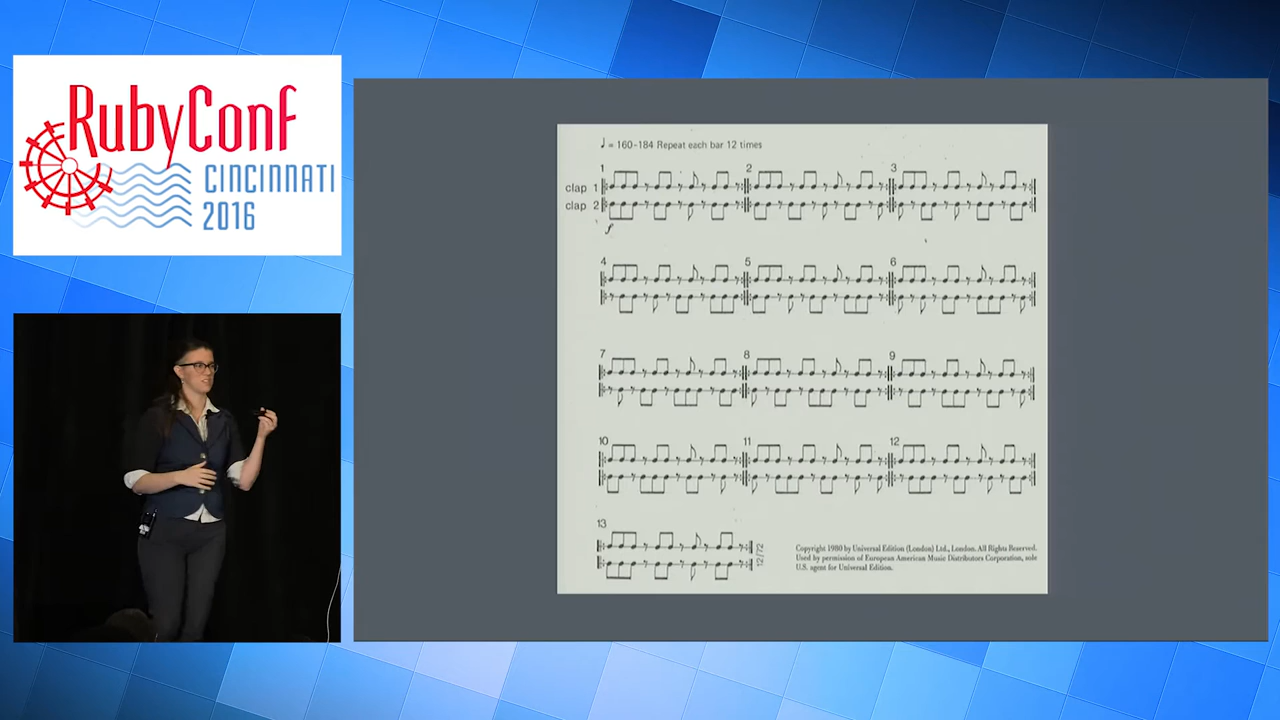 RubyConf
CINCINNATI
2016
♩ = 160-184 Repeat each bar 12 times
1 2 3
clap 1
clap 2
f
4 5 6
7 8 9
10 11 12
13
12/72
Copyright 1980 by Universal Edition (London) Ltd., London. All Rights Reserved.
Used by permission of European American Music Distributors Corporation, sole
U.S. agent for Universal Edition.